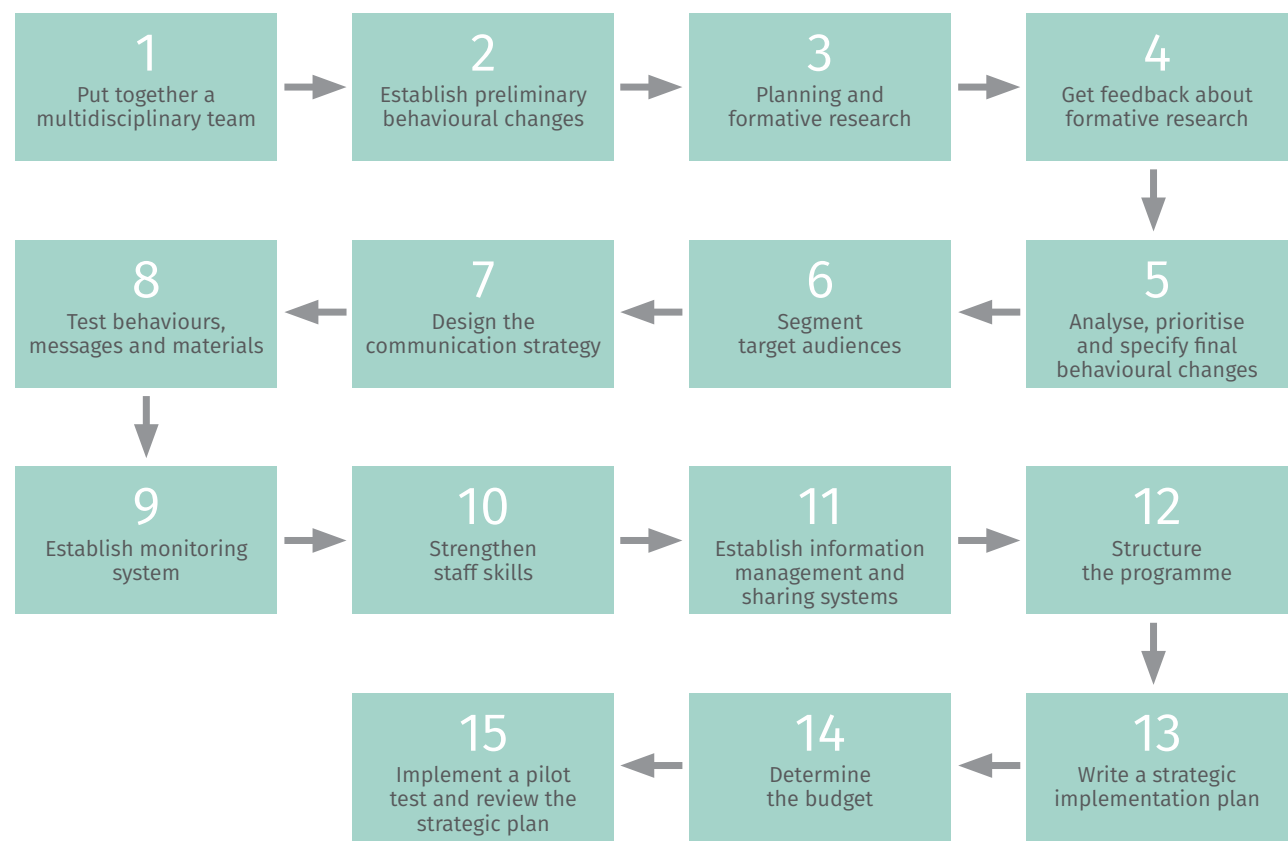 1
Put together a
multidisciplinary team
2
Establish preliminary
behavioural changes
3
Planning and
formative research
4
Get feedback about
formative research
5
Analyse, prioritise
and specify final
behavioural changes
6
Segment
target audiences
7
Design the
communication strategy
8
Test behaviours,
messages and materials
9
Establish monitoring
system
10
Strengthen
staff skills
11
Establish information
management and
sharing systems
12
Structure
the programme
13
Write a strategic
implementation plan
14
Determine
the budget
15
Implement a pilot
test and review the
strategic plan